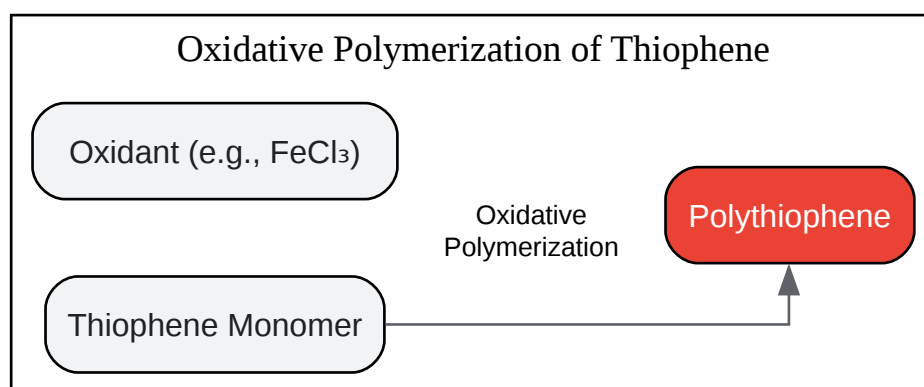 Oxidative Polymerization of Thiophene
Oxidant (e.g., FeCl₃)
Oxidative
Polymerization
Polythiophene
Thiophene Monomer